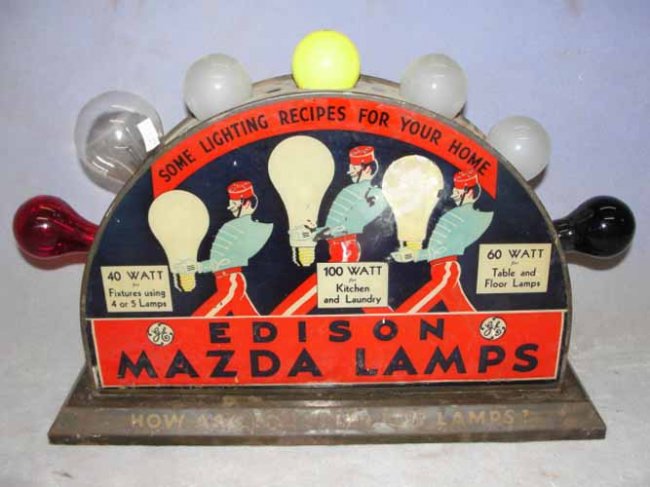 SOME LIGHTING RECIPES FOR YOUR HOME
40 WATT
for
Fixtures using
4 or 5 Lamps
100 WATT
for
Kitchen
and Laundry
60 WATT
for
Table and
Floor Lamps
GE
GE
EDISON
MAZDA LAMPS
HOW LAMPS?